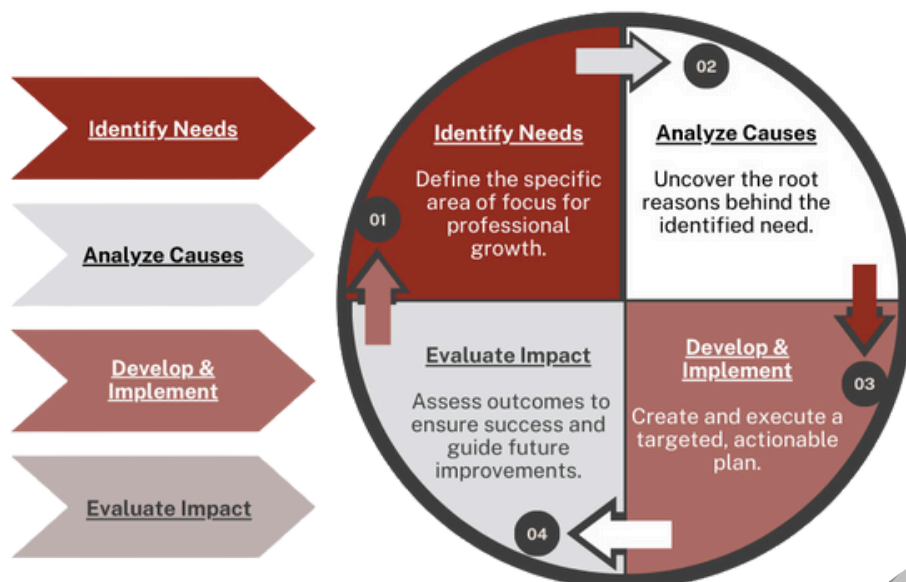 Identify Needs
Analyze Causes
Develop &
Implement
Evaluate Impact
01
Identify Needs
Define the specific
area of focus for
professional
growth.
02
Analyze Causes
Uncover the root
reasons behind the
identified need.
03
Develop &
Implement
Create and execute a
targeted, actionable
plan.
04
Evaluate Impact
Assess outcomes to
ensure success and
guide future
improvements.